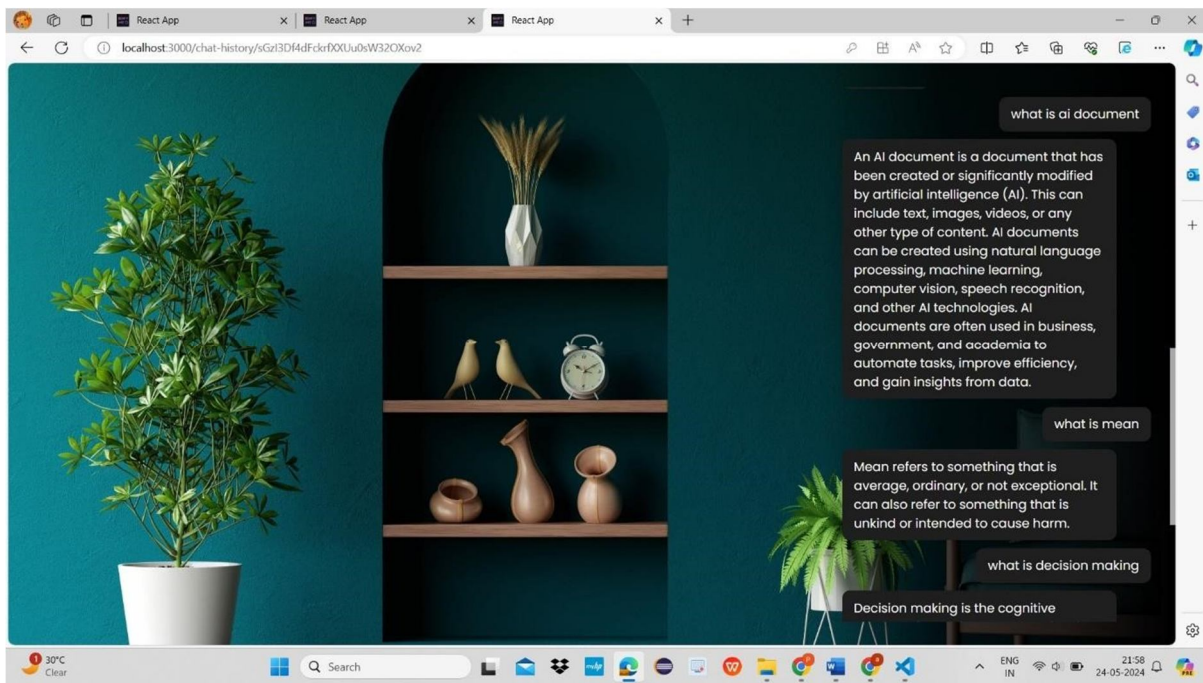 React App
React App
React App
localhost:3000/chat-history/sGzI3Df4dFckrfXXUu0sW32OXov2
what is ai document
An AI document is a document that has
been created or significantly modified
by artificial intelligence (AI). This can
include text, images, videos, or any
other type of content. AI documents
can be created using natural language
processing, machine learning,
computer vision, speech recognition,
and other AI technologies. AI
documents are often used in business,
government, and academia to
automate tasks, improve efficiency,
and gain insights from data.
what is mean
Mean refers to something that is
average, ordinary, or not exceptional. It
can also refer to something that is
unkind or intended to cause harm.
what is decision making
Decision making is the cognitive
1
30°C
Clear
Search
ENG
IN
21:58
24-05-2024